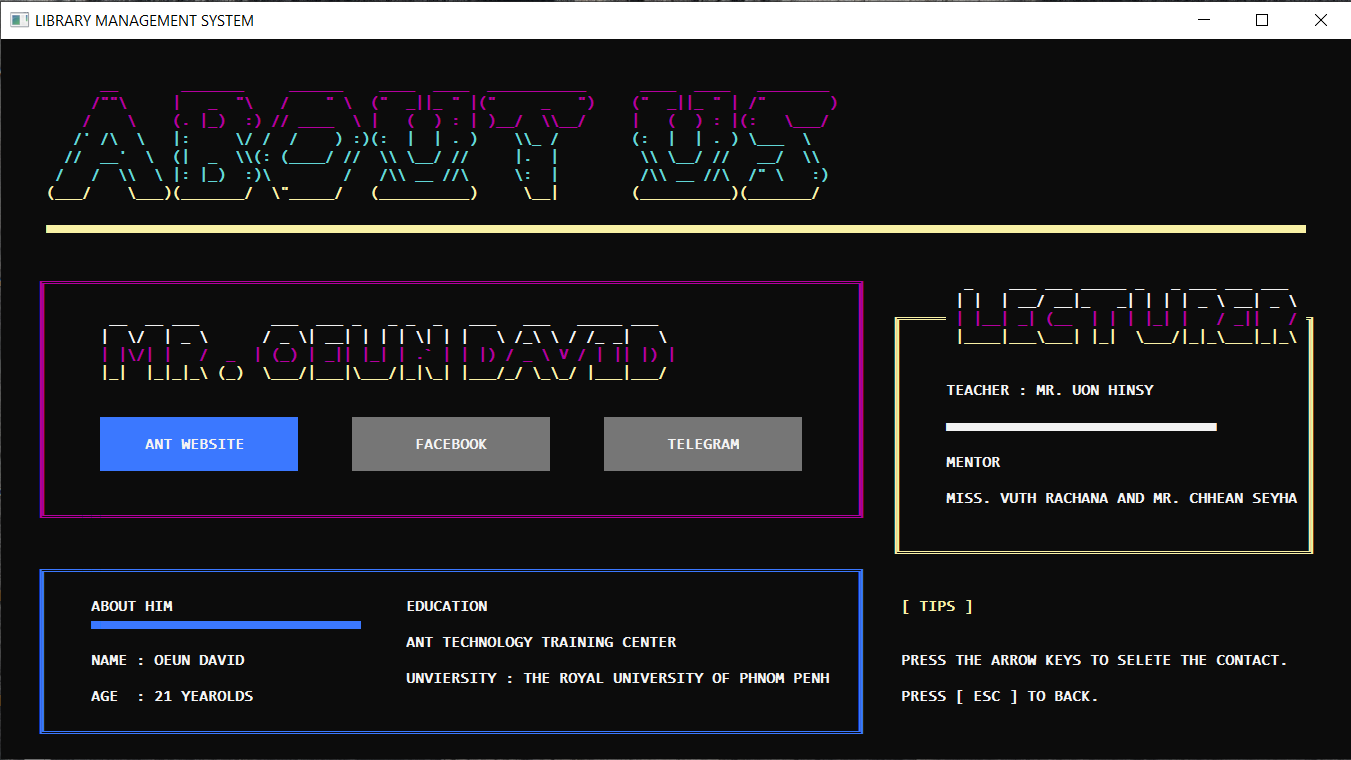 LIBRARY MANAGEMENT SYSTEM
ABOUT US
MR. OEUN DAVID
ANT WEBSITE
FACEBOOK
TELEGRAM
LECTURER
TEACHER : MR. UON HINSY
MENTOR
MISS. VUTH RACHANA AND MR. CHHEAN SEYHA
ABOUT HIM
NAME : OEUN DAVID
AGE  : 21 YEAROLDS
EDUCATION
ANT TECHNOLOGY TRAINING CENTER
UNVIERSITY : THE ROYAL UNIVERSITY OF PHNOM PENH
[ TIPS ]
PRESS THE ARROW KEYS TO SELETE THE CONTACT.
PRESS [ ESC ] TO BACK.